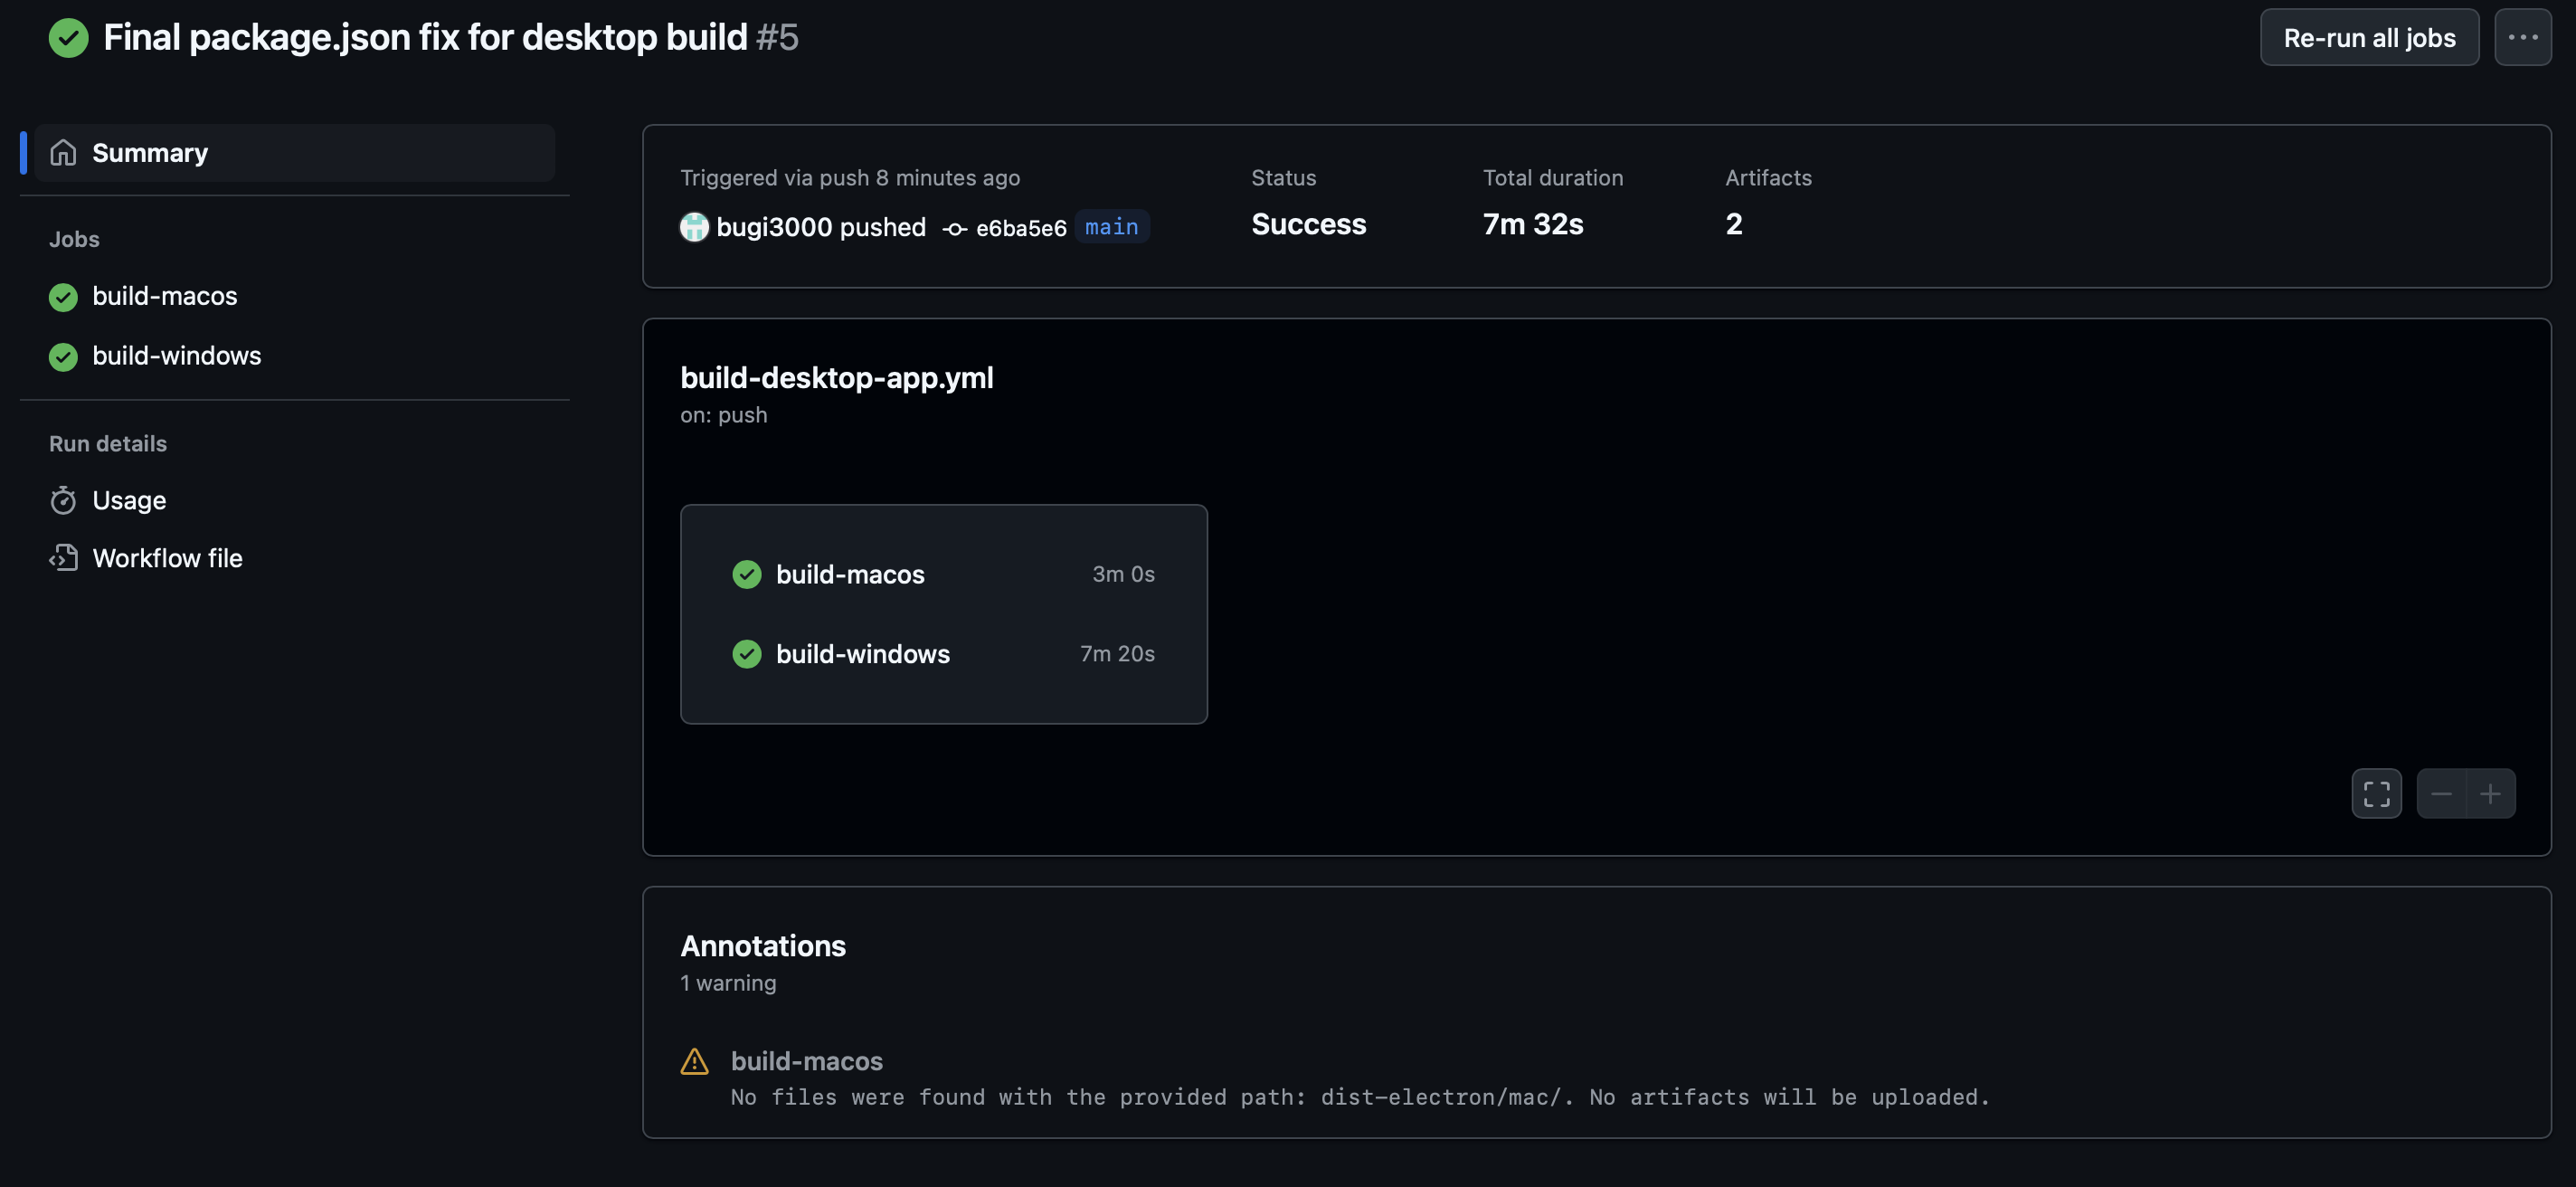 Final package.json fix for desktop build #5
Re-run all jobs
Summary
Jobs
build-macos
build-windows
Run details
Usage
Workflow file
Triggered via push 8 minutes ago
bugi3000 pushed e6ba5e6 main
Status
Success
Total duration
7m 32s
Artifacts
2
build-desktop-app.yml
on: push
build-macos 3m 0s
build-windows 7m 20s
Annotations
1 warning
build-macos
No files were found with the provided path: dist-electron/mac/. No artifacts will be uploaded.